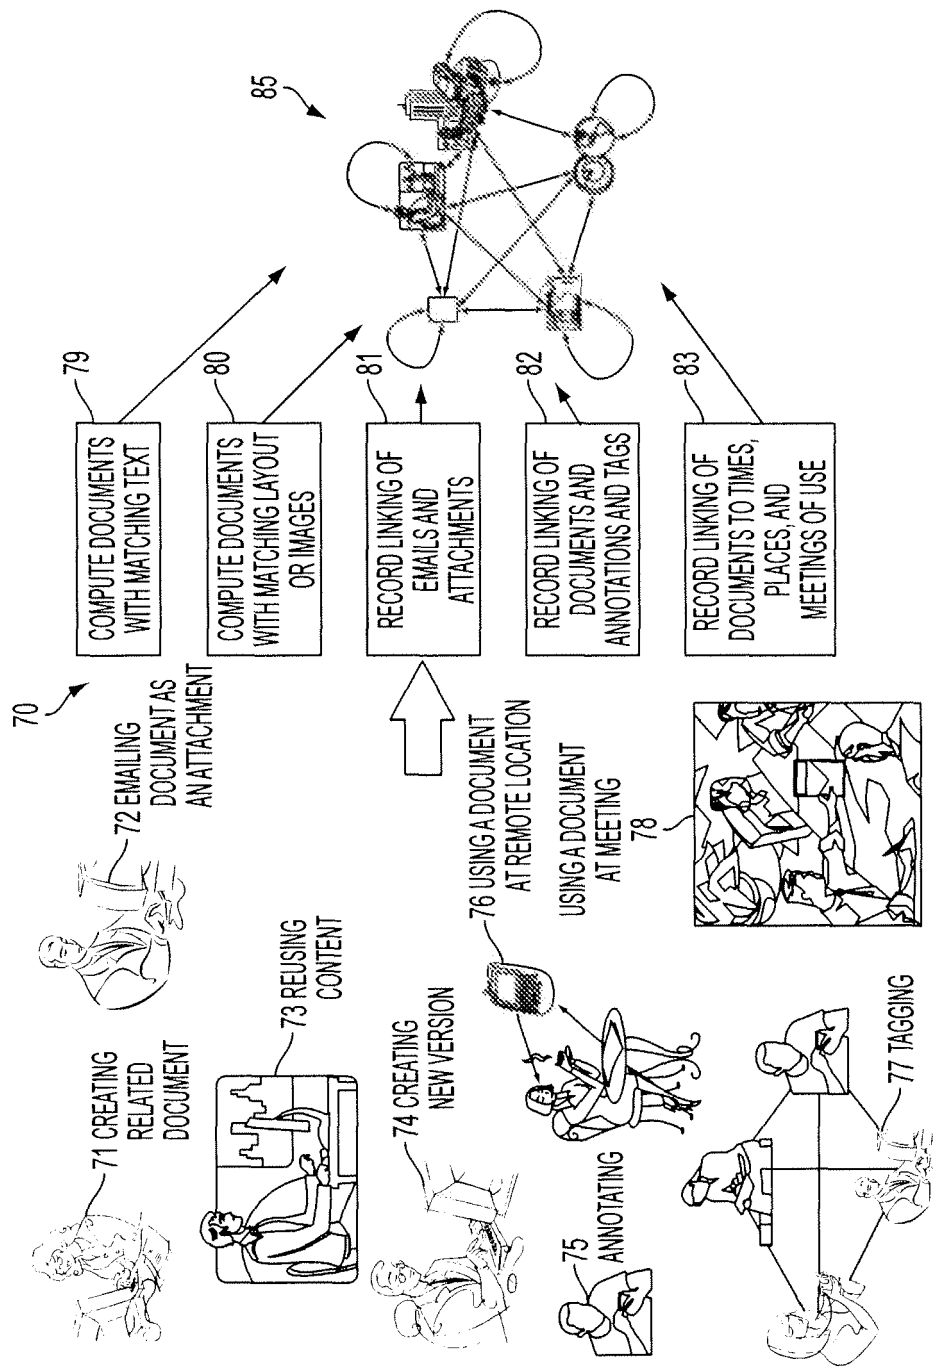 70
71 CREATING
RELATED
DOCUMENT
72 EMAILING
DOCUMENT AS
AN ATTACHMENT
73 REUSING
CONTENT
74 CREATING
NEW VERSION
75
ANNOTATING
76 USING A DOCUMENT
AT REMOTE LOCATION
USING A DOCUMENT
AT MEETING
78
77 TAGGING
79
COMPUTE DOCUMENTS
WITH MATCHING TEXT
80
COMPUTE DOCUMENTS
WITH MATCHING LAYOUT
OR IMAGES
81
RECORD LINKING OF
EMAILS AND
ATTACHMENTS
82
RECORD LINKING OF
DOCUMENTS AND
ANNOTATIONS AND TAGS
83
RECORD LINKING OF
DOCUMENTS TO TIMES,
PLACES, AND
MEETINGS OF USE
85